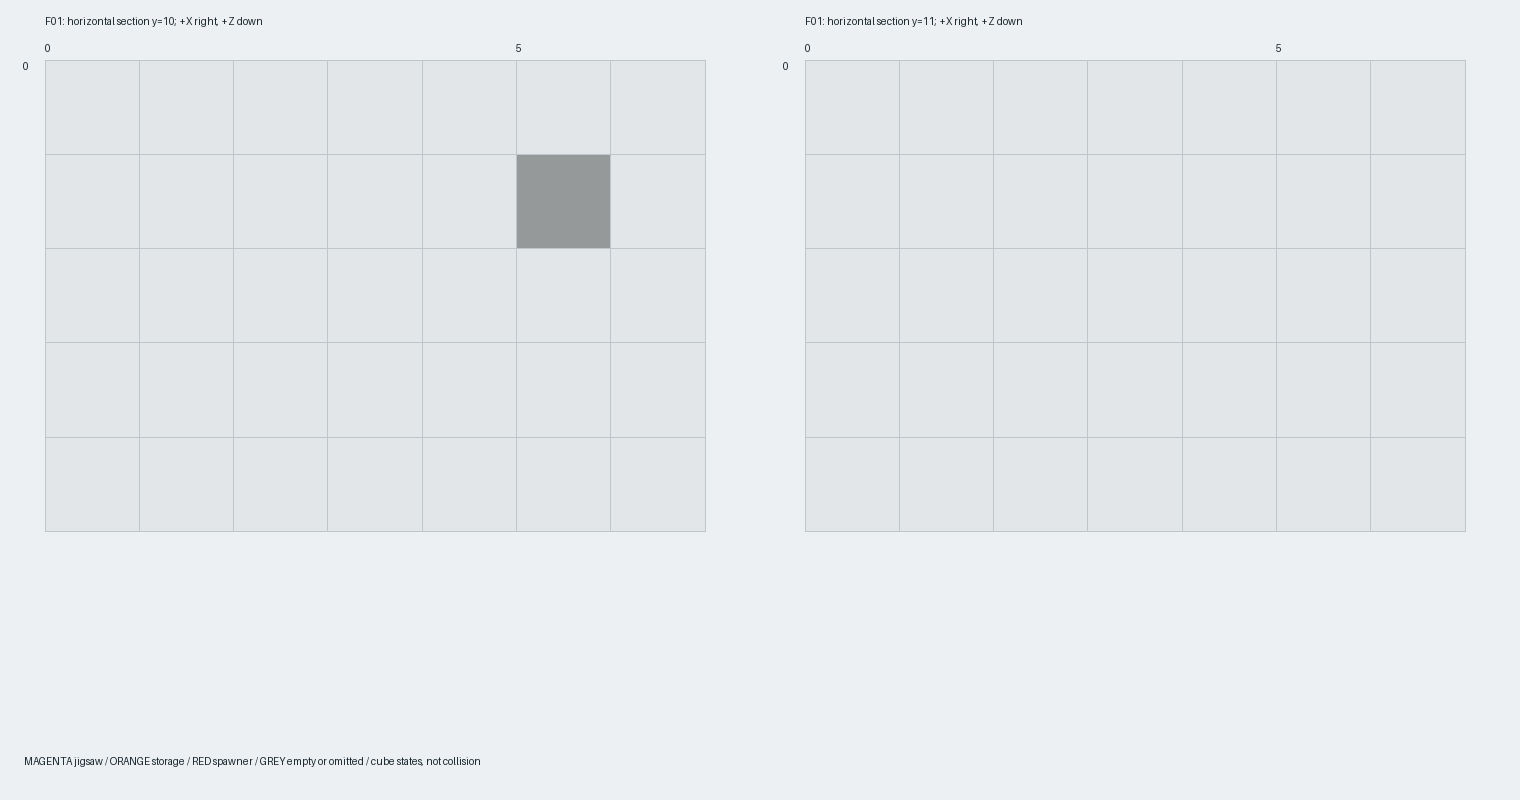 F01: horizontal section y=10; +X right, +Z down
0 5
0
F01: horizontal section y=11; +X right, +Z down
0 5
0
MAGENTA jigsaw / ORANGE storage / RED spawner / GREY empty or omitted / cube states, not collision